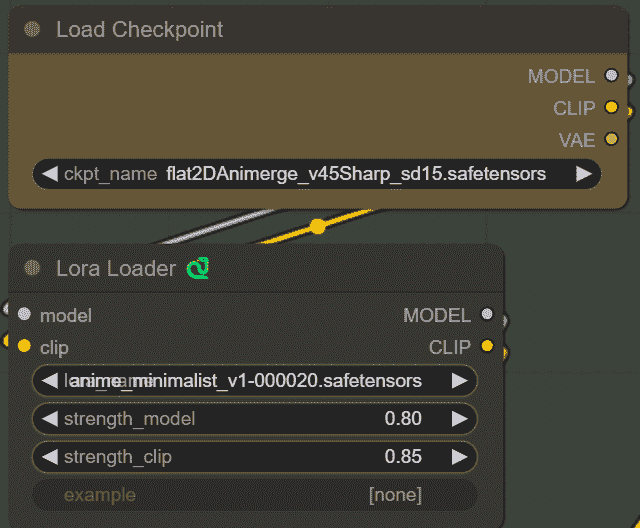 Load Checkpoint
MODEL
CLIP
VAE
ckpt_name flat2DAnimerge_v45Sharp_sd15.safetensors
Lora Loader
model MODEL
clip CLIP
lora_name anime_minimalist_v1-000020.safetensors
strength_model 0.80
strength_clip 0.85
example [none]